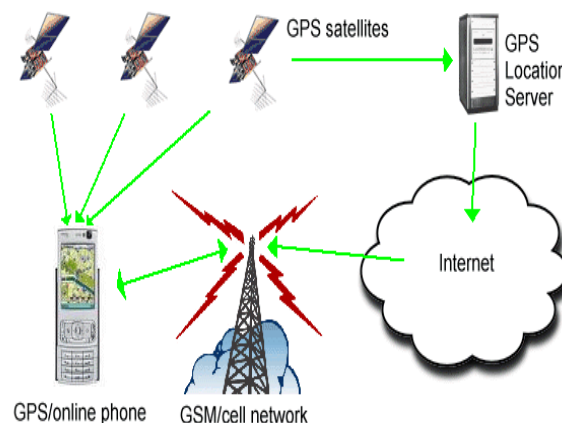 GPS satellites
GPS
Location
Server
Internet
GPS/online phone
GSM/cell network